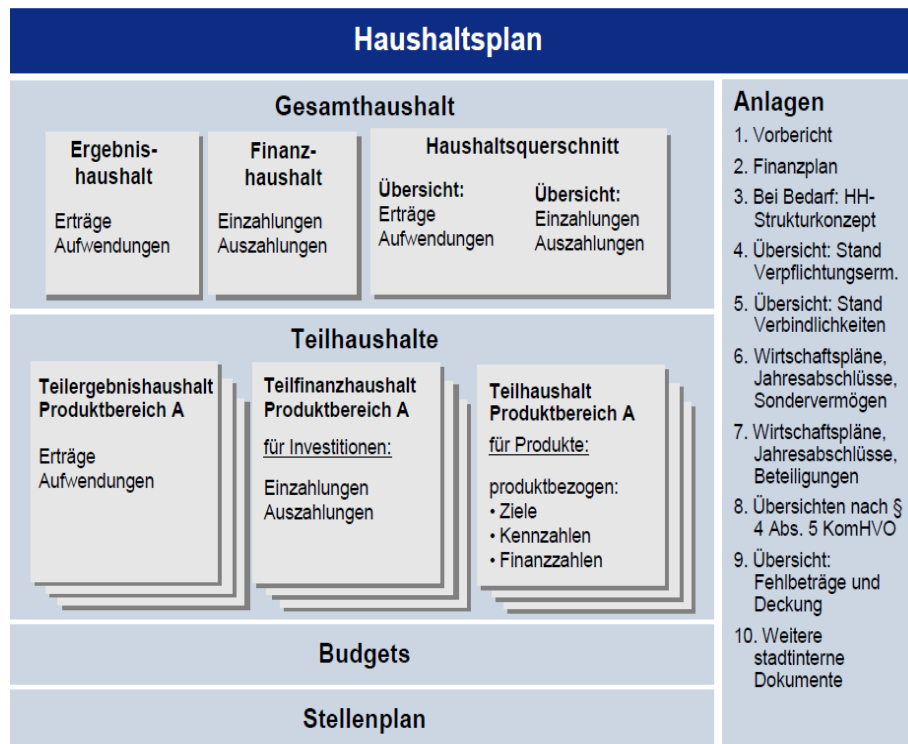 Haushaltsplan
Gesamthaushalt
Ergebnis-
haushalt
Erträge
Aufwendungen
Finanz-
haushalt
Einzahlungen
Auszahlungen
Haushaltsquerschnitt
Übersicht:
Erträge
Aufwendungen
Übersicht:
Einzahlungen
Auszahlungen
Teilhaushalte
Teilergebnishaushalt
Produktbereich A
Erträge
Aufwendungen
Teilfinanzhaushalt
Produktbereich A
für Investitionen:
Einzahlungen
Auszahlungen
Teilhaushalt
Produktbereich A
für Produkte:
produktbezogen:
• Ziele
• Kennzahlen
• Finanzzahlen
Budgets
Stellenplan
Anlagen
1. Vorbericht
2. Finanzplan
3. Bei Bedarf: HH-
Strukturkonzept
4. Übersicht: Stand
Verpflichtungserm.
5. Übersicht: Stand
Verbindlichkeiten
6. Wirtschaftspläne,
Jahresabschlüsse,
Sondervermögen
7. Wirtschaftspläne,
Jahresabschlüsse,
Beteiligungen
8. Übersichten nach §
4 Abs. 5 KomHVO
9. Übersicht:
Fehlbeträge und
Deckung
10. Weitere
stadtinterne
Dokumente